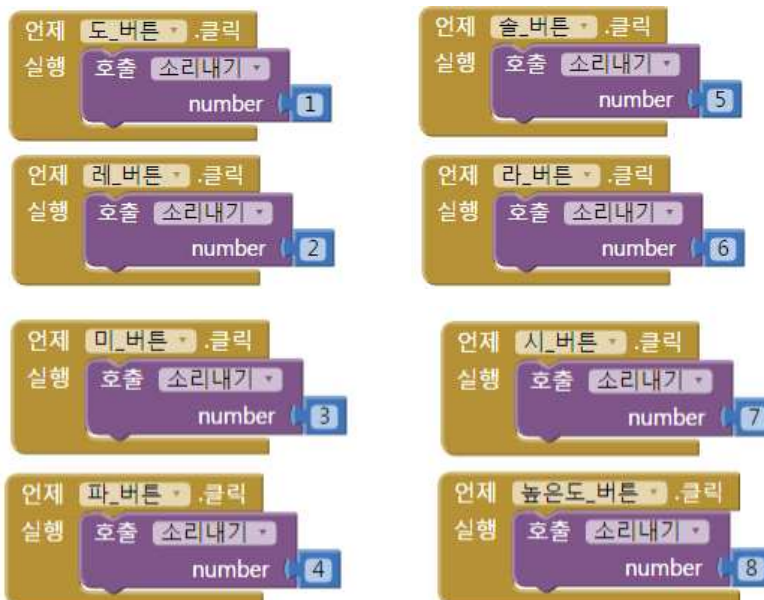 언제 도_버튼 .클릭
실행 호출 소리내기
number 1
언제 레_버튼 .클릭
실행 호출 소리내기
number 2
언제 미_버튼 .클릭
실행 호출 소리내기
number 3
언제 파_버튼 .클릭
실행 호출 소리내기
number 4
언제 솔_버튼 .클릭
실행 호출 소리내기
number 5
언제 라_버튼 .클릭
실행 호출 소리내기
number 6
언제 시_버튼 .클릭
실행 호출 소리내기
number 7
언제 높은도_버튼 .클릭
실행 호출 소리내기
number 8